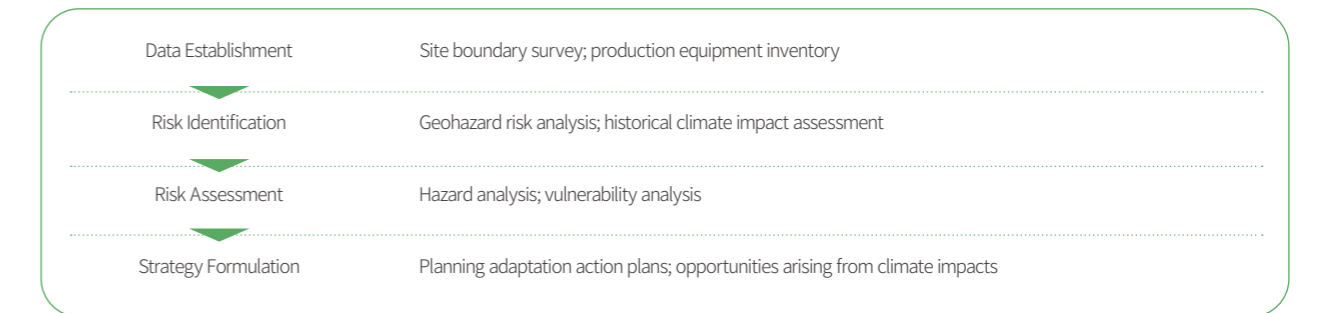 Data Establishment Site boundary survey; production equipment inventory
Risk Identification Geohazard risk analysis; historical climate impact assessment
Risk Assessment Hazard analysis; vulnerability analysis
Strategy Formulation Planning adaptation action plans; opportunities arising from climate impacts